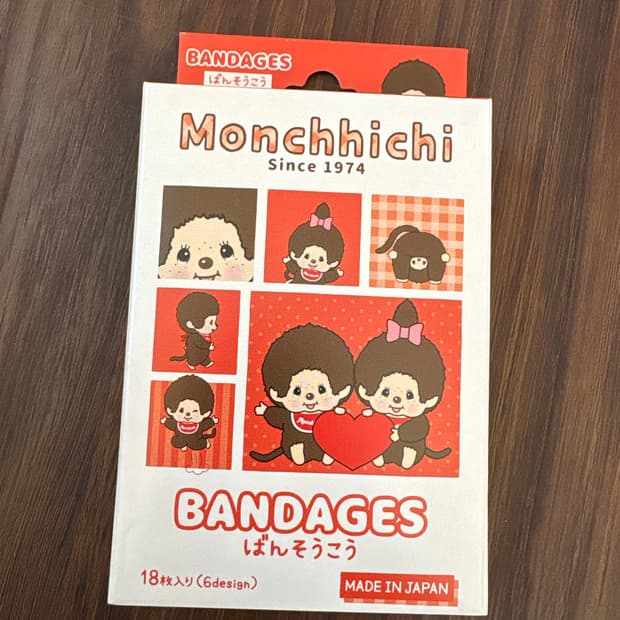 BANDAGES
ばんそうこう
Monchhichi
Since 1974
BANDAGES
ばんそうこう
18枚入り(6design)
MADE IN JAPAN